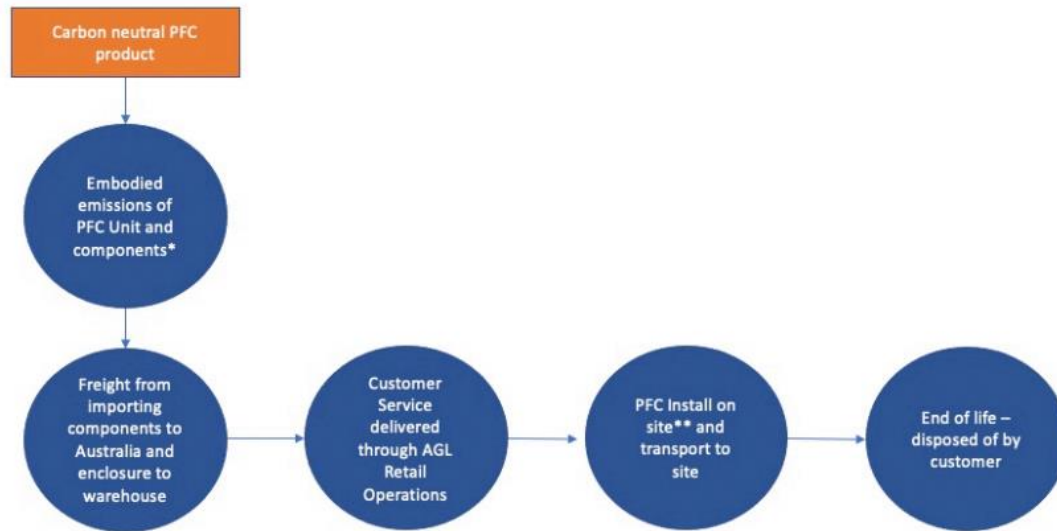 Carbon neutral PFC
product
Embodied
emissions of
PFC Unit and
components*
Freight from
importing
components to
Australia and
enclosure to
warehouse
Customer
Service
delivered
through AGL
Retail
Operations
PFC Install on
site** and
transport to
site
End of life –
disposed of by
customer